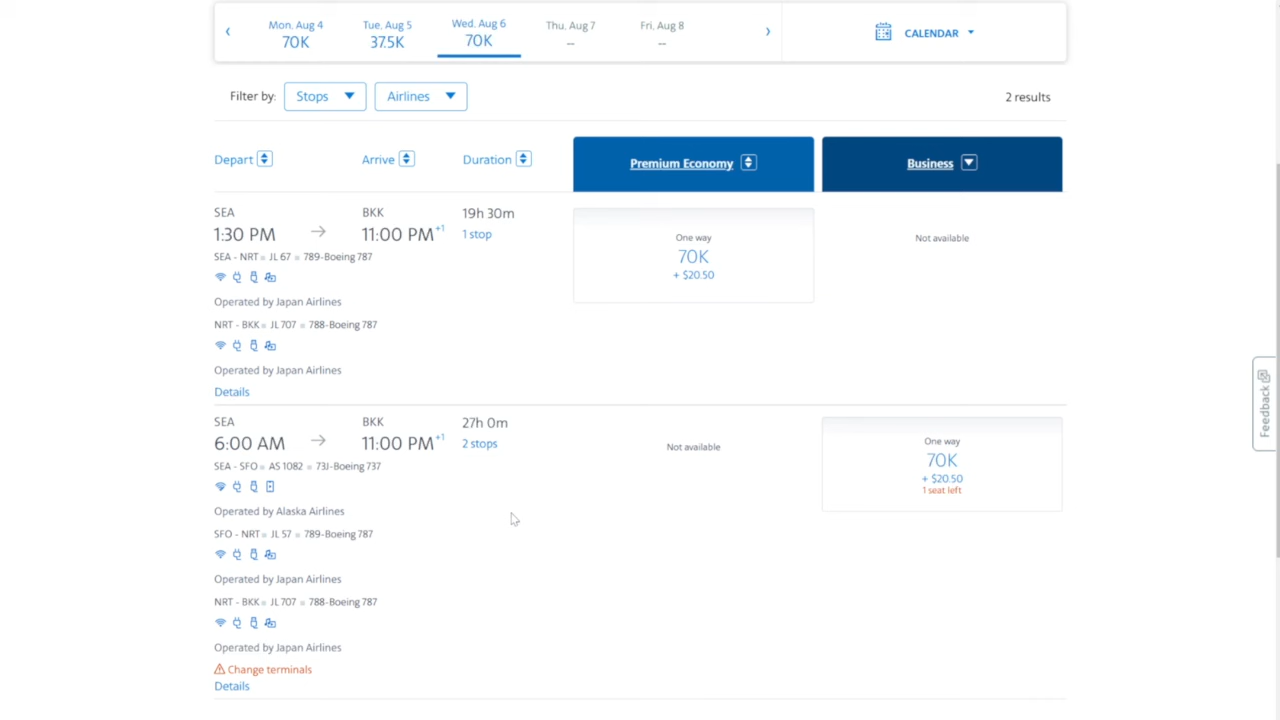 Mon, Aug 4
70K
Tue, Aug 5
37.5K
Wed, Aug 6
70K
Thu, Aug 7
--
Fri, Aug 8
--
CALENDAR
Filter by:
Stops
Airlines
2 results
Depart
Arrive
Duration
Premium Economy
Business
SEA
1:30 PM
BKK
11:00 PM+1
19h 30m
1 stop
SEA - NRT JL 67 789-Boeing 787
Operated by Japan Airlines
NRT - BKK JL 707 788-Boeing 787
Operated by Japan Airlines
Details
One way
70K
+ $20.50
Not available
SEA
6:00 AM
BKK
11:00 PM+1
27h 0m
2 stops
SEA - SFO AS 1082 73J-Boeing 737
Operated by Alaska Airlines
SFO - NRT JL 57 789-Boeing 787
Operated by Japan Airlines
NRT - BKK JL 707 788-Boeing 787
Operated by Japan Airlines
Change terminals
Details
Not available
One way
70K
+ $20.50
1 seat left
Feedback